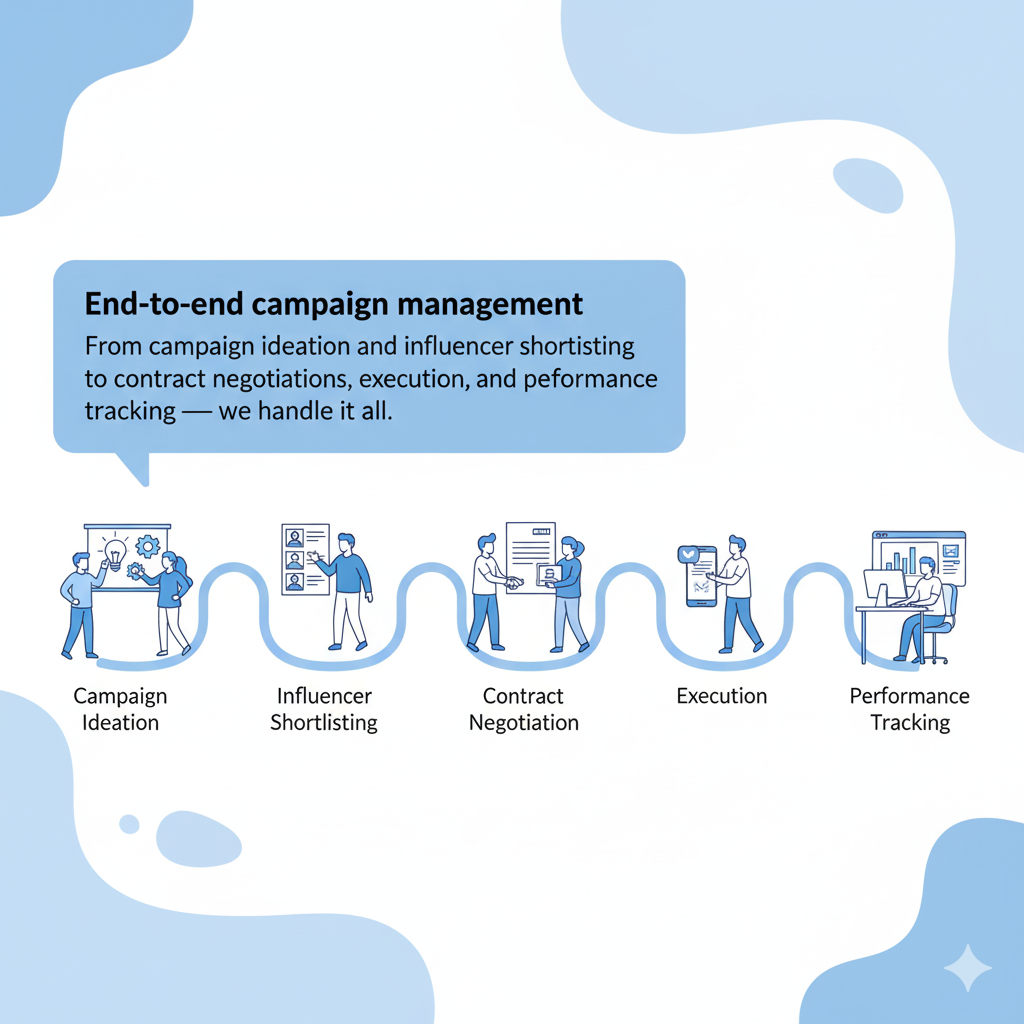 End-to-end campaign management
From campaign ideation and influencer shortisting
to contract negotiations, execution, and peformance
tracking — we handle it all.
Campaign
Ideation
Influencer
Shortlisting
Contract
Negotiation
Execution
Performance
Tracking